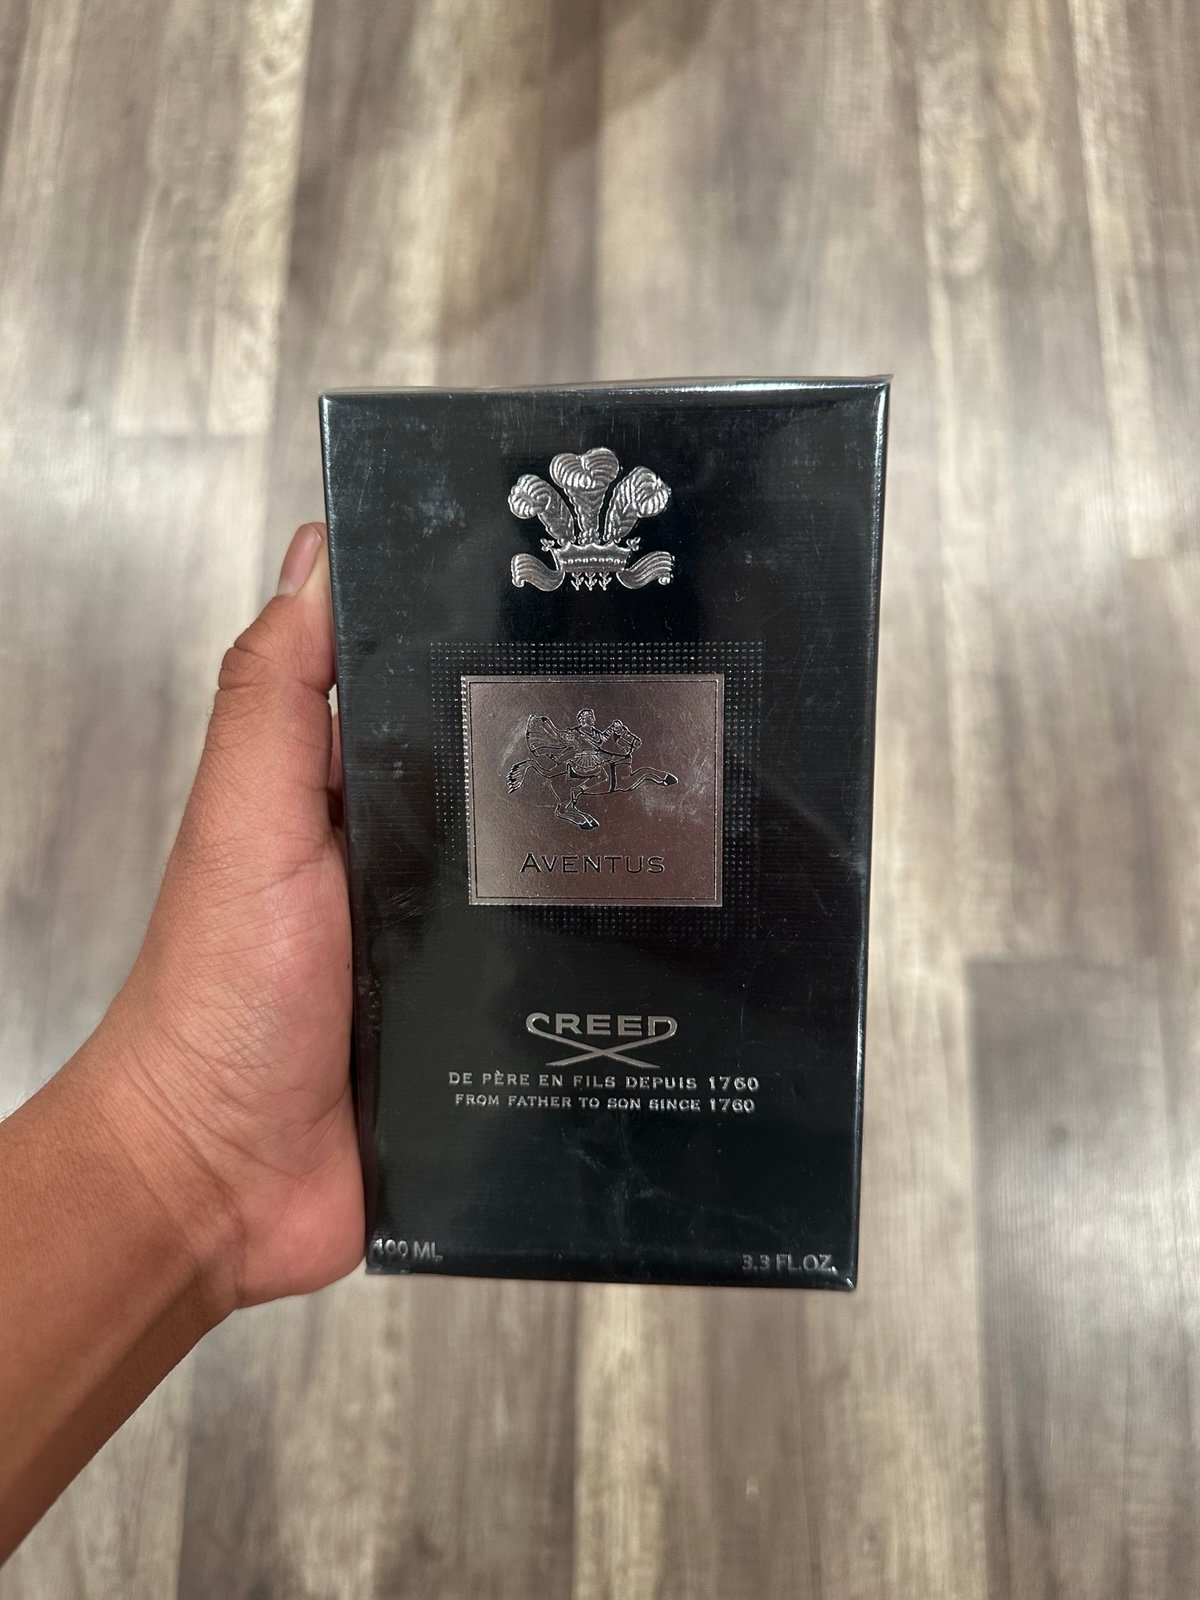 AVENTUS
CREED
DE PÈRE EN FILS DEPUIS 1760
FROM FATHER TO SON SINCE 1760
100 ML
3.3 FL.OZ.